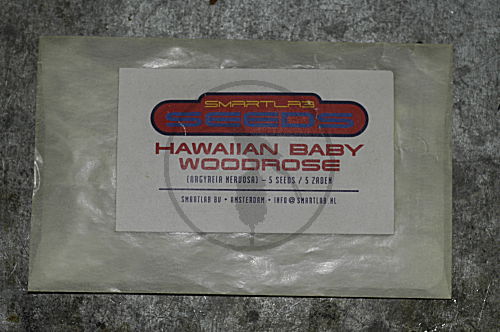 SMARTLAB
SEEDS
HAWAIIAN BABY
WOODROSE
(ARGYREIA NERVOSA) – 5 SEEDS / 5 ZADEN
SMARTLAB BV • AMSTERDAM • INFO@SMARTLAB.NL